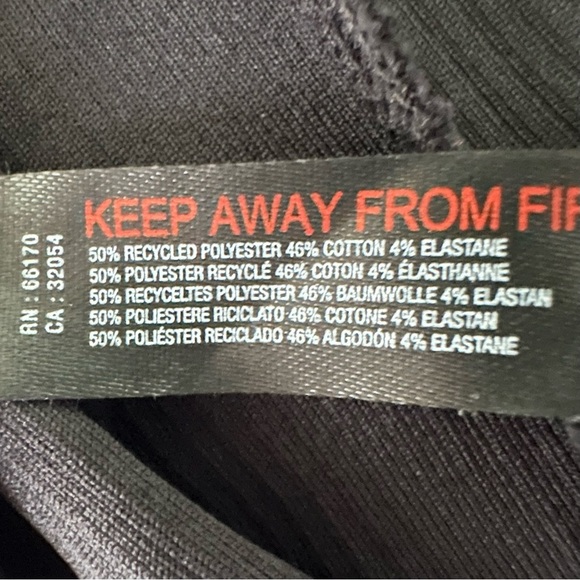 KEEP AWAY FROM FIR
50% RECYCLED POLYESTER 46% COTTON 4% ELASTANE
50% POLYESTER RECYCLÉ 46% COTON 4% ÉLASTHANNE
50% RECYCELTES POLYESTER 46% BAUMWOLLE 4% ELASTAN
50% POLIESTERE RICICLATO 46% COTONE 4% ELASTAN
50% POLIÉSTER RECICLADO 46% ALGODÓN 4% ELASTANE
RN : 66170
CA : 32054